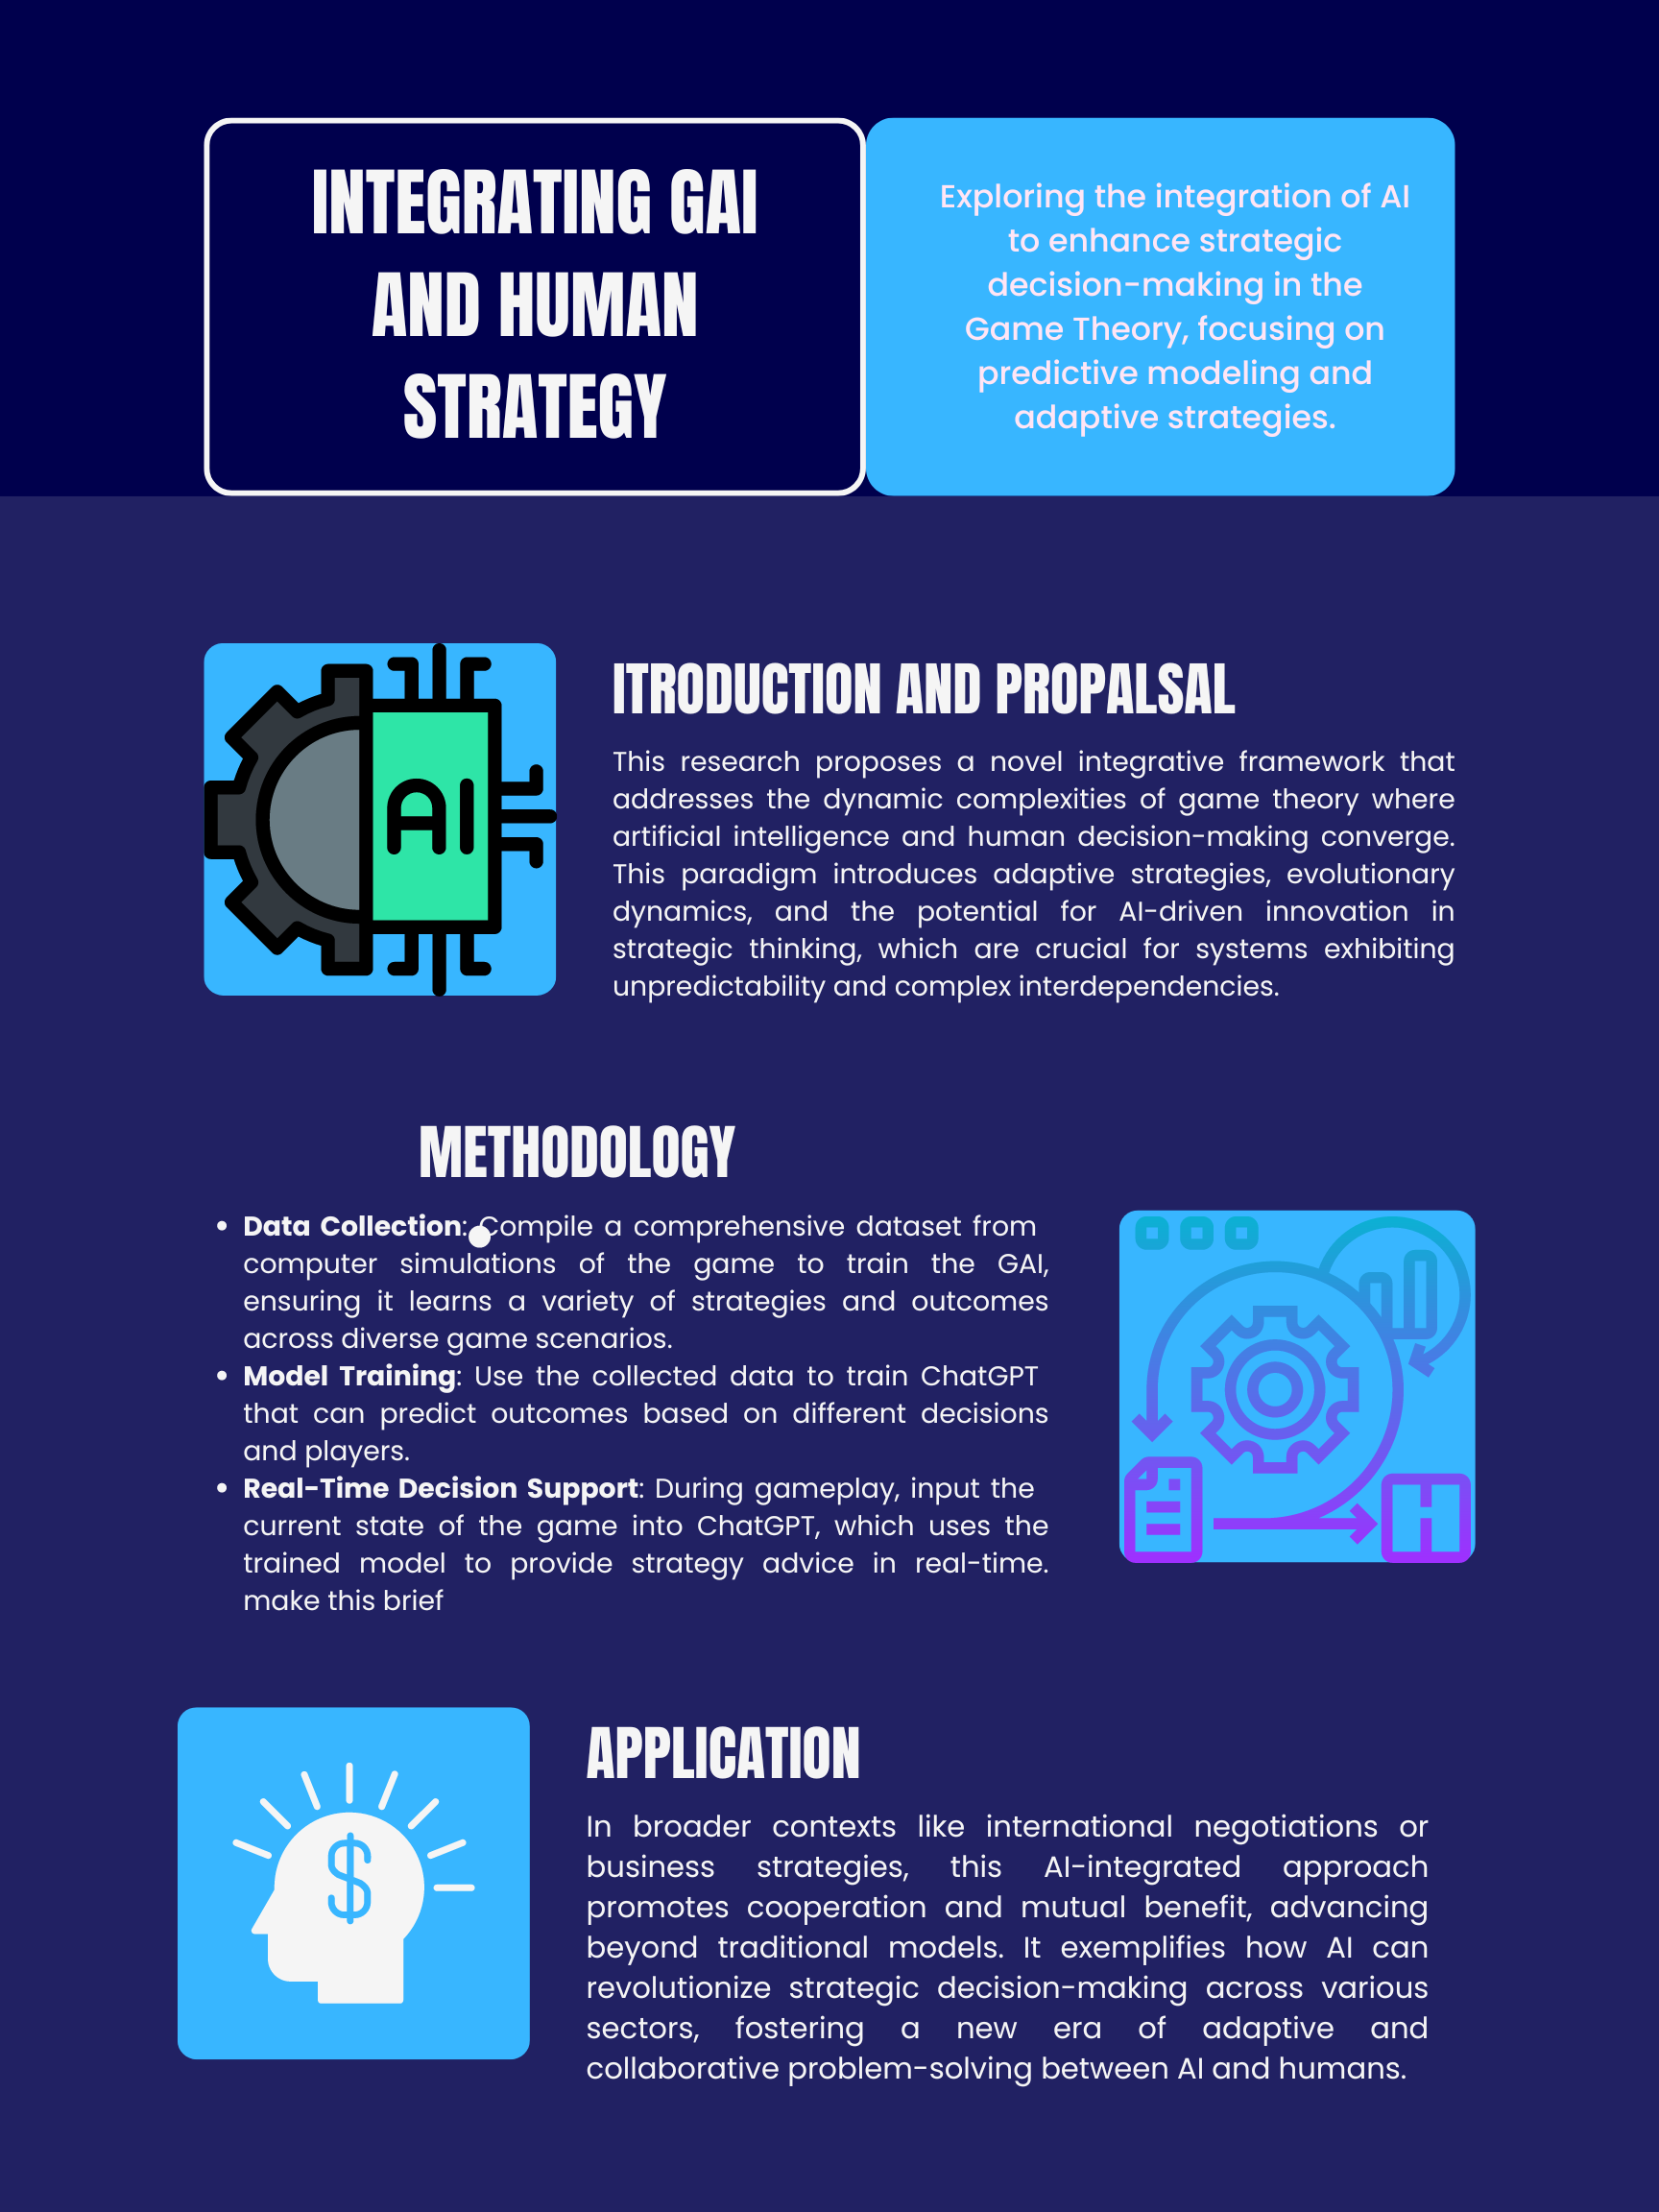 INTEGRATING GAI
AND HUMAN
STRATEGY
Exploring the integration of AI
to enhance strategic
decision-making in the
Game Theory, focusing on
predictive modeling and
adaptive strategies.
AI
ITRODUCTION AND PROPALSAL
This research proposes a novel integrative framework that
addresses the dynamic complexities of game theory where
artificial intelligence and human decision-making converge.
This paradigm introduces adaptive strategies, evolutionary
dynamics, and the potential for AI-driven innovation in
strategic thinking, which are crucial for systems exhibiting
unpredictability and complex interdependencies.
METHODOLOGY
• Data Collection: Compile a comprehensive dataset from
computer simulations of the game to train the GAI,
ensuring it learns a variety of strategies and outcomes
across diverse game scenarios.
• Model Training: Use the collected data to train ChatGPT
that can predict outcomes based on different decisions
and players.
• Real-Time Decision Support: During gameplay, input the
current state of the game into ChatGPT, which uses the
trained model to provide strategy advice in real-time.
make this brief
$
APPLICATION
In broader contexts like international negotiations or
business strategies, this AI-integrated approach
promotes cooperation and mutual benefit, advancing
beyond traditional models. It exemplifies how AI can
revolutionize strategic decision-making across various
sectors, fostering a new era of adaptive and
collaborative problem-solving between AI and humans.